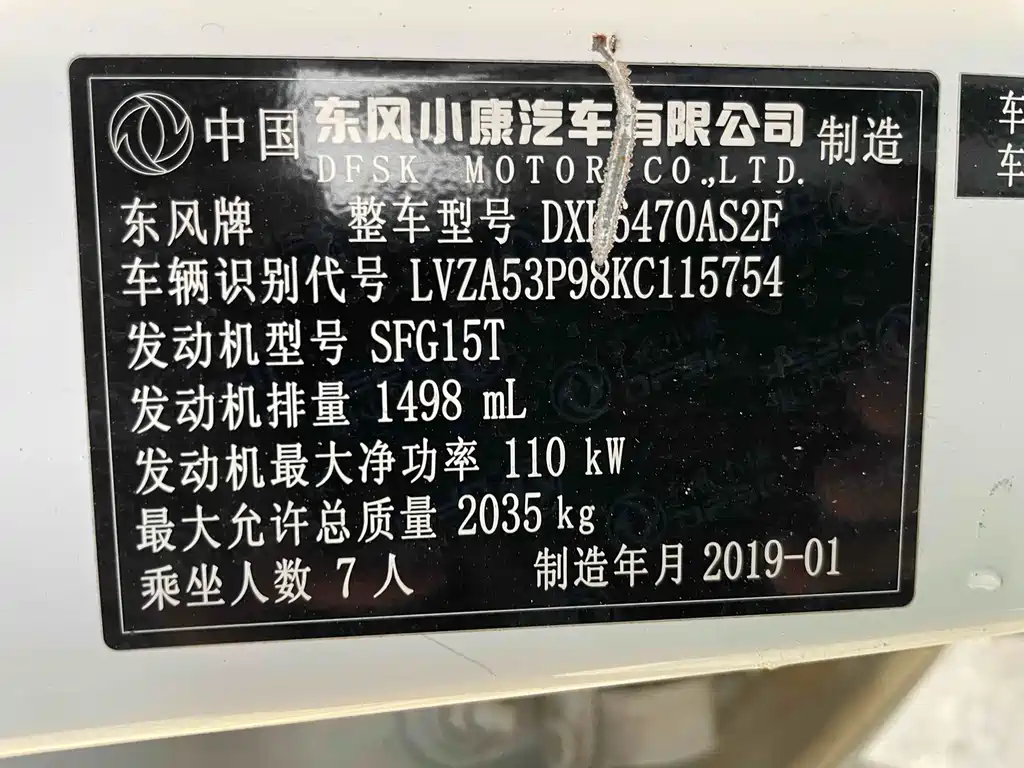 中国 东风小康汽车有限公司 制造
DFSK MOTOR CO.,LTD.
东风牌 整车型号 DXK6470AS2F
车辆识别代号 LVZA53P98KC115754
发动机型号 SFG15T
发动机排量 1498 mL
发动机最大净功率 110 kW
最大允许总质量 2035 kg
乘坐人数 7 人 制造年月 2019-01
车
车